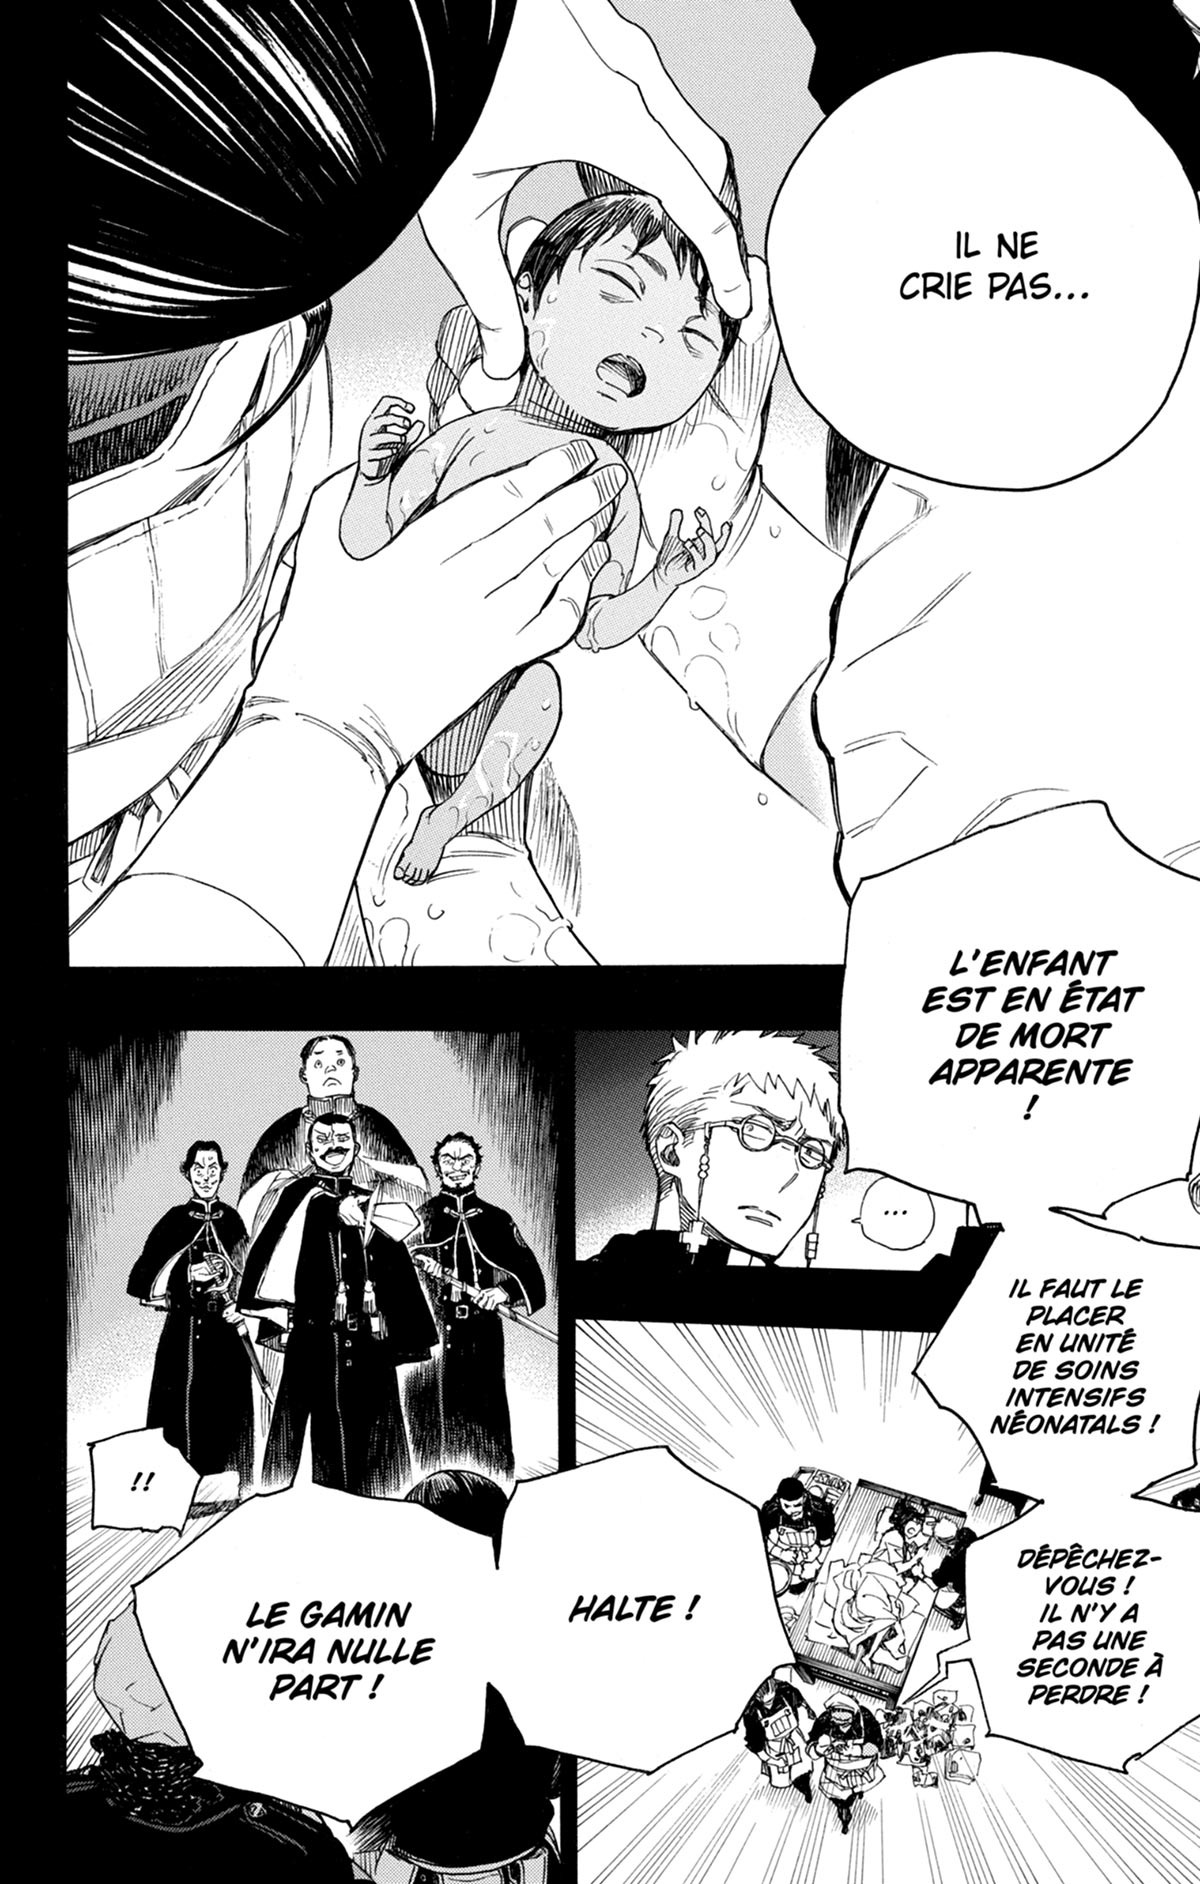 IL NE
CRIE PAS...
L'ENFANT
EST EN ÉTAT
DE MORT
APPARENTE
!
...
IL FAUT LE
PLACER
EN UNITÉ
DE SOINS
INTENSIFS
NÉONATALS !
DÉPÊCHEZ-
VOUS !
IL N'Y A
PAS UNE
SECONDE À
PERDRE !
HALTE !
!!
LE GAMIN
N'IRA NULLE
PART !